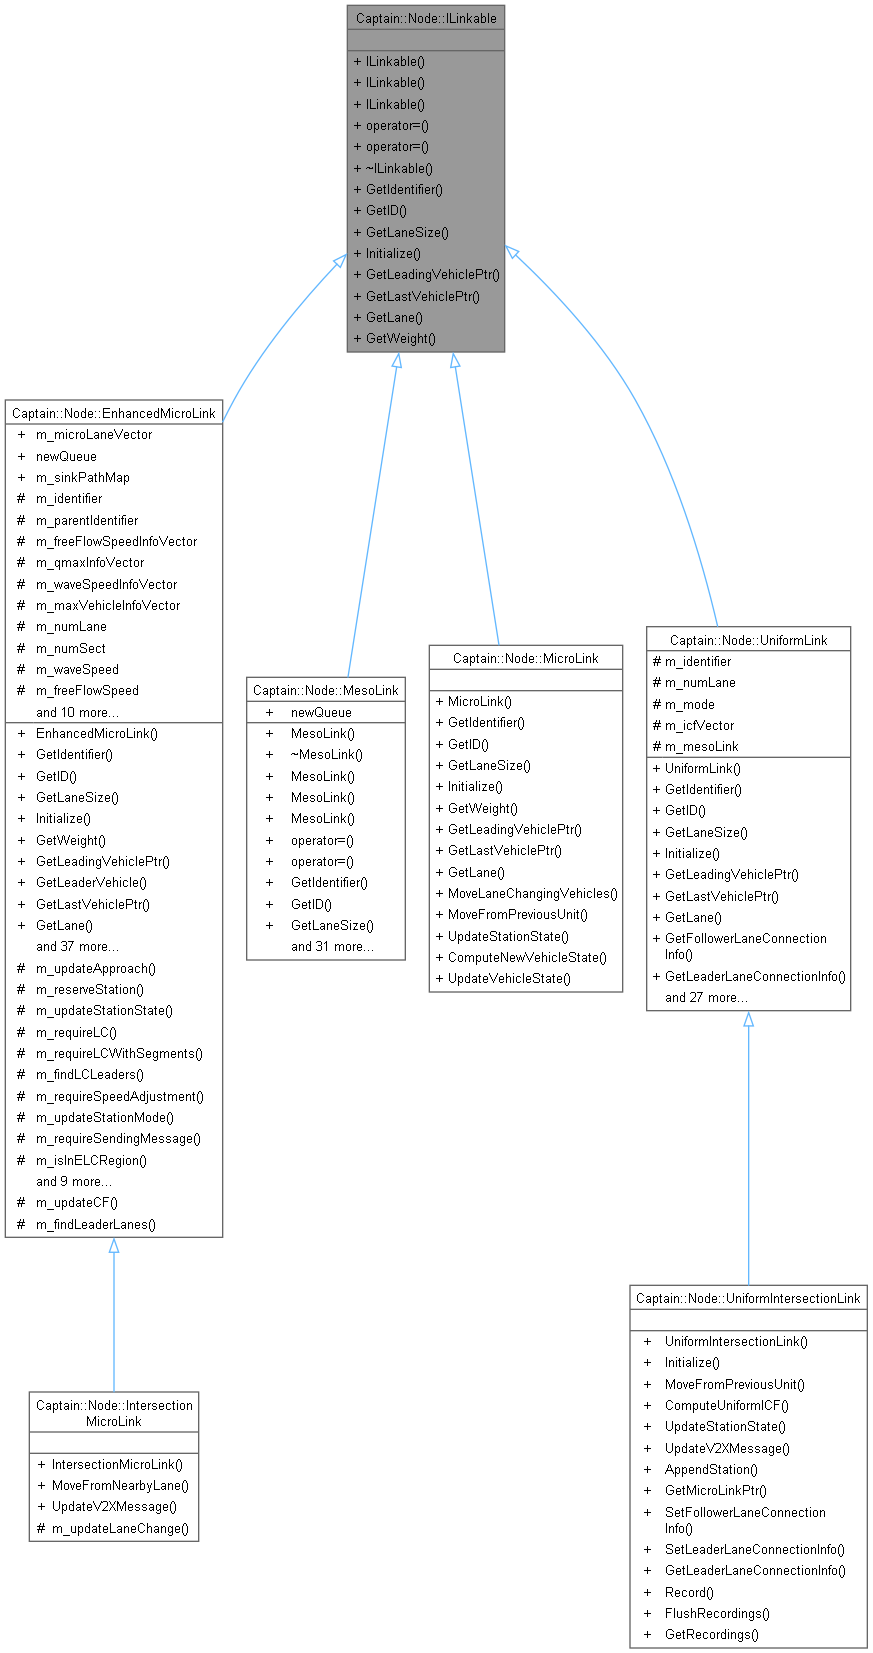 Captain::Node::ILinkable
+ ILinkable()
+ ILinkable()
+ ILinkable()
+ operator=()
+ operator=()
+ ~ILinkable()
+ GetIdentifier()
+ GetID()
+ GetLaneSize()
+ Initialize()
+ GetLeadingVehiclePtr()
+ GetLastVehiclePtr()
+ GetLane()
+ GetWeight()
Captain::Node::EnhancedMicroLink
+ m_microLaneVector
+ newQueue
+ m_sinkPathMap
# m_identifier
# m_parentIdentifier
# m_freeFlowSpeedInfoVector
# m_qmaxInfoVector
# m_waveSpeedInfoVector
# m_maxVehicleInfoVector
# m_numLane
# m_numSect
# m_waveSpeed
# m_freeFlowSpeed
and 10 more...
+ EnhancedMicroLink()
+ GetIdentifier()
+ GetID()
+ GetLaneSize()
+ Initialize()
+ GetWeight()
+ GetLeadingVehiclePtr()
+ GetLeaderVehicle()
+ GetLastVehiclePtr()
+ GetLane()
and 37 more...
# m_updateApproach()
# m_reserveStation()
# m_updateStationState()
# m_requireLC()
# m_requireLCWithSegments()
# m_findLCLeaders()
# m_requireSpeedAdjustment()
# m_updateStationMode()
# m_requireSendingMessage()
# m_isInELCRegion()
and 9 more...
# m_updateCF()
# m_findLeaderLanes()
Captain::Node::MesoLink
+ newQueue
+ MesoLink()
+ ~MesoLink()
+ MesoLink()
+ MesoLink()
+ MesoLink()
+ operator=()
+ operator=()
+ GetIdentifier()
+ GetID()
+ GetLaneSize()
and 31 more...
Captain::Node::MicroLink
+ MicroLink()
+ GetIdentifier()
+ GetID()
+ GetLaneSize()
+ Initialize()
+ GetWeight()
+ GetLeadingVehiclePtr()
+ GetLastVehiclePtr()
+ GetLane()
+ MoveLaneChangingVehicles()
+ MoveFromPreviousUnit()
+ UpdateStationState()
+ ComputeNewVehicleState()
+ UpdateVehicleState()
Captain::Node::UniformLink
# m_identifier
# m_numLane
# m_mode
# m_icfVector
# m_mesoLink
+ UniformLink()
+ GetIdentifier()
+ GetID()
+ GetLaneSize()
+ Initialize()
+ GetLeadingVehiclePtr()
+ GetLastVehiclePtr()
+ GetLane()
+ GetFollowerLaneConnection
Info()
+ GetLeaderLaneConnectionInfo()
and 27 more...
Captain::Node::Intersection
MicroLink
+ IntersectionMicroLink()
+ MoveFromNearbyLane()
+ UpdateV2XMessage()
# m_updateLaneChange()
Captain::Node::UniformIntersectionLink
+ UniformIntersectionLink()
+ Initialize()
+ MoveFromPreviousUnit()
+ ComputeUniformICF()
+ UpdateStationState()
+ UpdateV2XMessage()
+ AppendStation()
+ GetMicroLinkPtr()
+ SetFollowerLaneConnection
Info()
+ SetLeaderLaneConnectionInfo()
+ GetLeaderLaneConnectionInfo()
+ Record()
+ FlushRecordings()
+ GetRecordings()